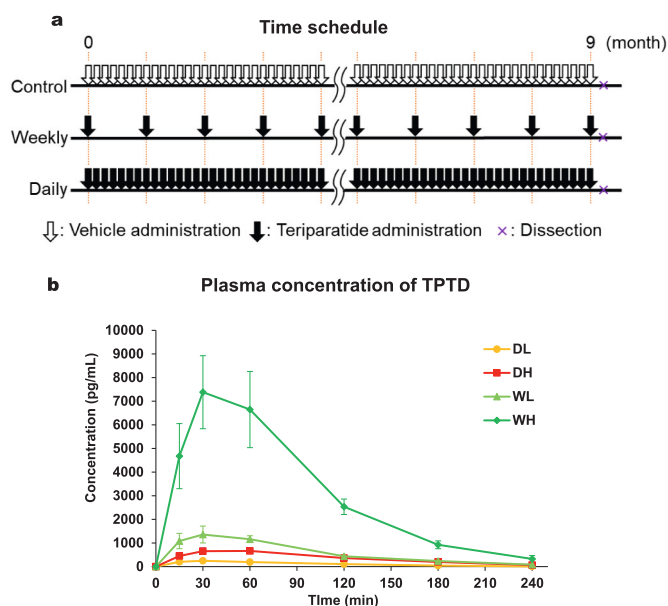 a
Time schedule
0 9 (month)
Control
Weekly
Daily
: Vehicle administration : Teriparatide administration × : Dissection
b
Plasma concentration of TPTD
10000
9000
8000
7000
6000
5000
4000
3000
2000
1000
0
Concentration (pg/mL)
DL
DH
WL
WH
0 30 60 90 120 150 180 210 240
TIme (min)